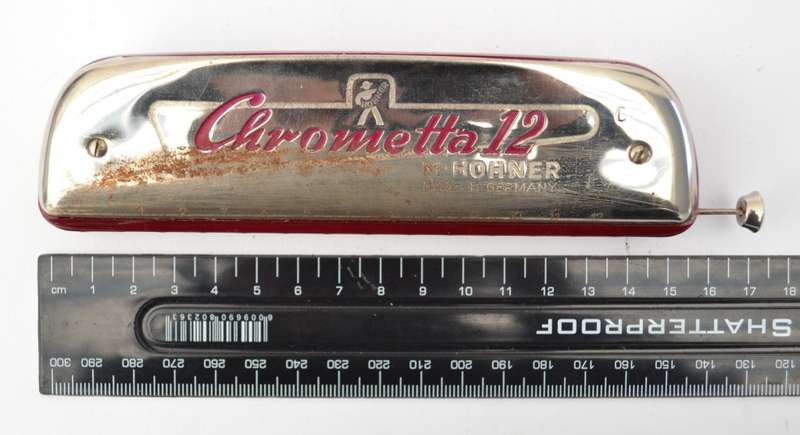 Chrometta 12
C
M. HOHNER
MADE IN GERMANY
cm 1 2 3 4 5 6 7 8 9 10 11 12 13 14 15 16 17 18
6009690802363
SHATTERPROOF
300 290 280 270 260 250 240 230 220 210 200 190 180 170 160 150 140 130 120